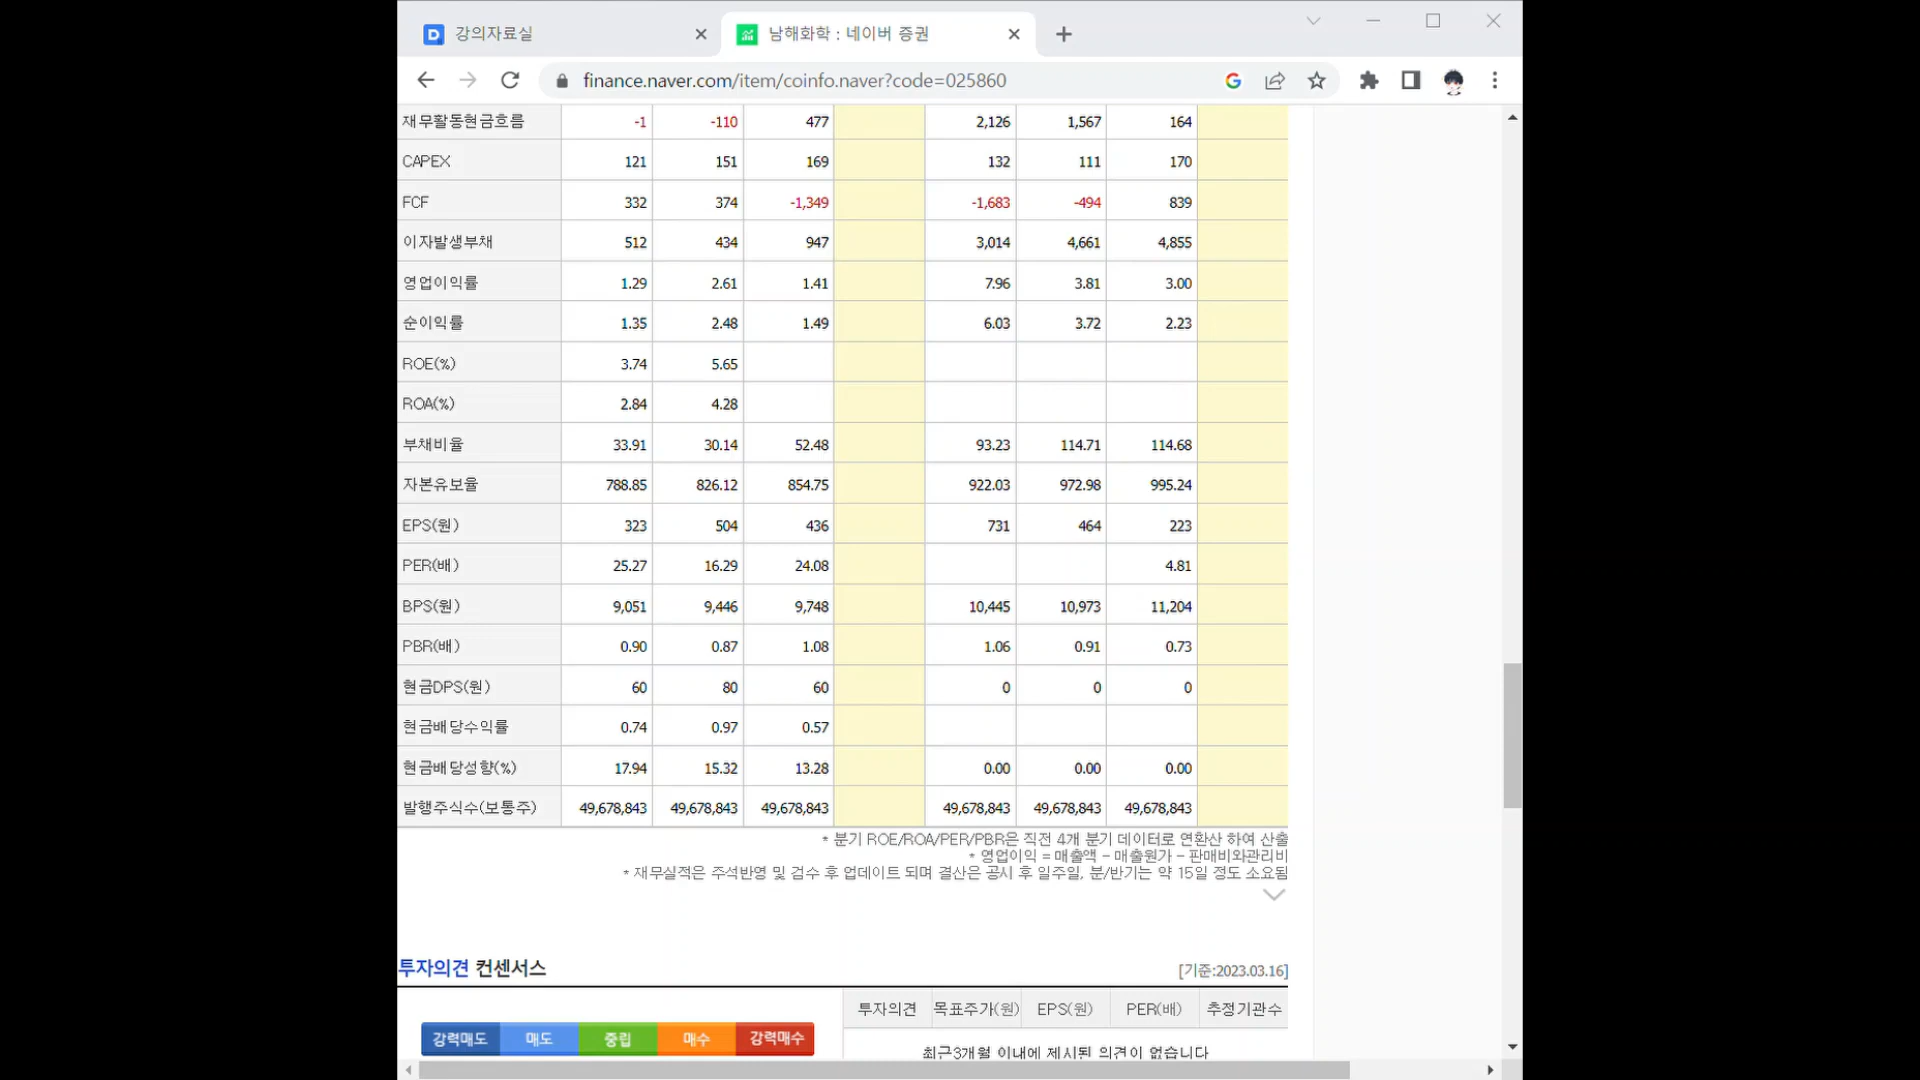 강의자료실
남해화학 : 네이버 증권
finance.naver.com/item/coinfo.naver?code=025860
재무활동현금흐름 -1 -110 477 2,126 1,567 164
CAPEX 121 151 169 132 111 170
FCF 332 374 -1,349 -1,683 -494 839
이자발생부채 512 434 947 3,014 4,661 4,855
영업이익률 1.29 2.61 1.41 7.96 3.81 3.00
순이익률 1.35 2.48 1.49 6.03 3.72 2.23
ROE(%) 3.74 5.65
ROA(%) 2.84 4.28
부채비율 33.91 30.14 52.48 93.23 114.71 114.68
자본유보율 788.85 826.12 854.75 922.03 972.98 995.24
EPS(원) 323 504 436 731 464 223
PER(배) 25.27 16.29 24.08 4.81
BPS(원) 9,051 9,446 9,748 10,445 10,973 11,204
PBR(배) 0.90 0.87 1.08 1.06 0.91 0.73
현금DPS(원) 60 80 60 0 0 0
현금배당수익률 0.74 0.97 0.57
현금배당성향(%) 17.94 15.32 13.28 0.00 0.00 0.00
발행주식수(보통주) 49,678,843 49,678,843 49,678,843 49,678,843 49,678,843 49,678,843
* 분기 ROE/ROA/PER/PBR은 직전 4개 분기 데이터로 연환산 하여 산출
* 영업이익 = 매출액 - 매출원가 - 판매비와관리비
* 재무실적은 주석반영 및 검수 후 업데이트 되며 결산은 공시 후 일주일, 분/반기는 약 15일 정도 소요됨
투자의견 컨센서스 [기준:2023.03.16]
투자의견 목표주가(원) EPS(원) PER(배) 추정기관수
강력매도 매도 중립 매수 강력매수
최근3개월 이내에 제시된 의견이 없습니다